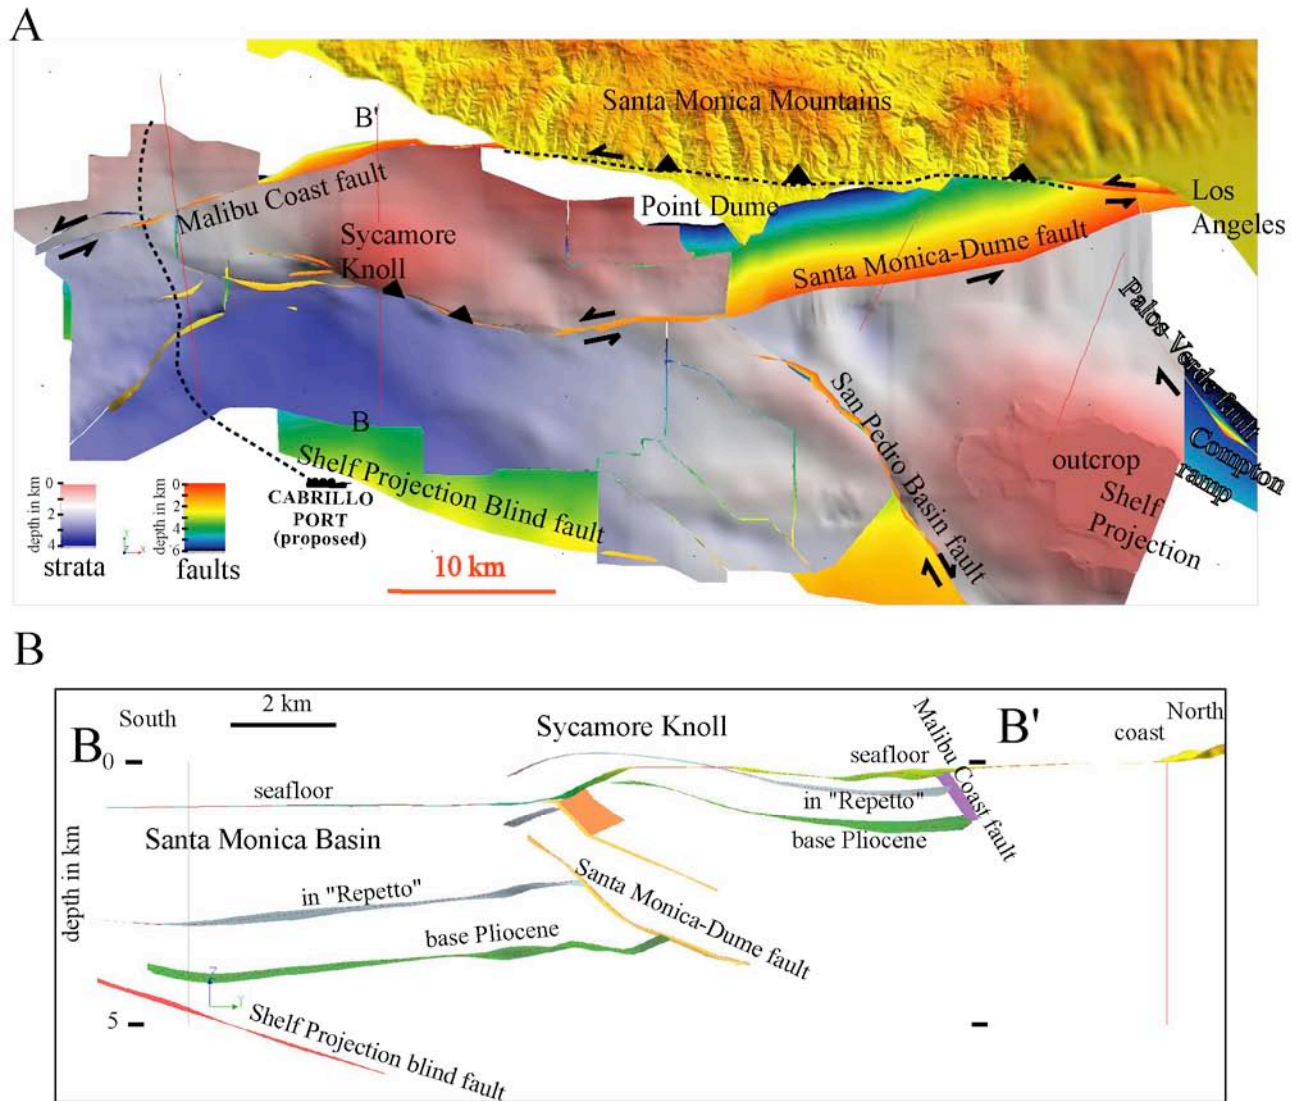 A
Santa Monica Mountains
B'
Malibu Coast fault
Point Dume
Los
Angeles
Sycamore
Knoll
Santa Monica-Dume fault
Palos Verdes fault
San Pedro Basin fault
B
Compton
ramp
Shelf Projection Blind fault
outcrop
Shelf
Projection
CABRILLO
PORT
(proposed)
depth in km
0
2
4
strata
depth in km
0
2
4
6
faults
10 km
B
South
2 km
Sycamore Knoll
B'
North
coast
B
0
seafloor
seafloor
Malibu Coast fault
in "Repetto"
base Pliocene
Santa Monica Basin
depth in km
in "Repetto"
Santa Monica-Dume fault
base Pliocene
Z
Y
5
Shelf Projection blind fault